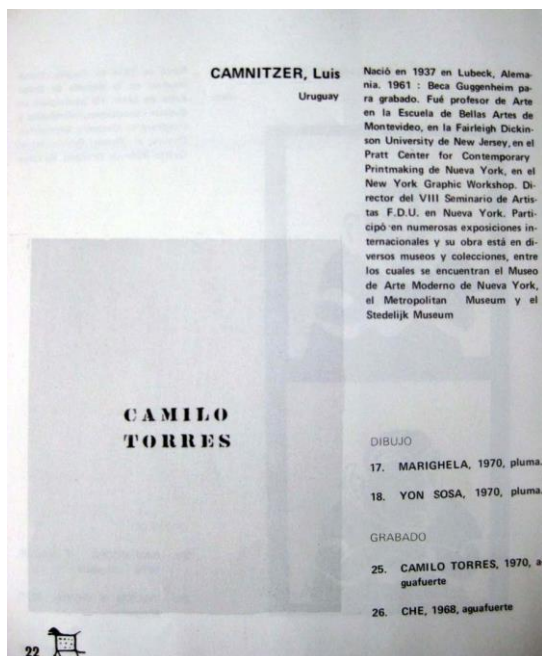 CAMNITZER, Luis
Uruguay
Nació en 1937 en Lubeck, Alema-
nia. 1961 : Beca Guggenheim pa-
ra grabado. Fué profesor de Arte
en la Escuela de Bellas Artes de
Montevideo, en la Fairleigh Dickin-
son University de New Jersey, en el
Pratt Center for Contemporary
Printmaking de Nueva York, en el
New York Graphic Workshop. Di-
rector del VIII Seminario de Artis-
tas F.D.U. en Nueva York. Parti-
cipó en numerosas exposiciones in-
ternacionales y su obra está en di-
versos museos y colecciones, entre
los cuales se encuentran el Museo
de Arte Moderno de Nueva York,
el Metropolitan Museum y el
Stedelijk Museum
CAMILO
TORRES
DIBUJO
17. MARIGHELA, 1970, pluma.
18. YON SOSA, 1970, pluma.
GRABADO
25. CAMILO TORRES, 1970, a
guafuerte
26. CHE, 1968, aguafuerte
22